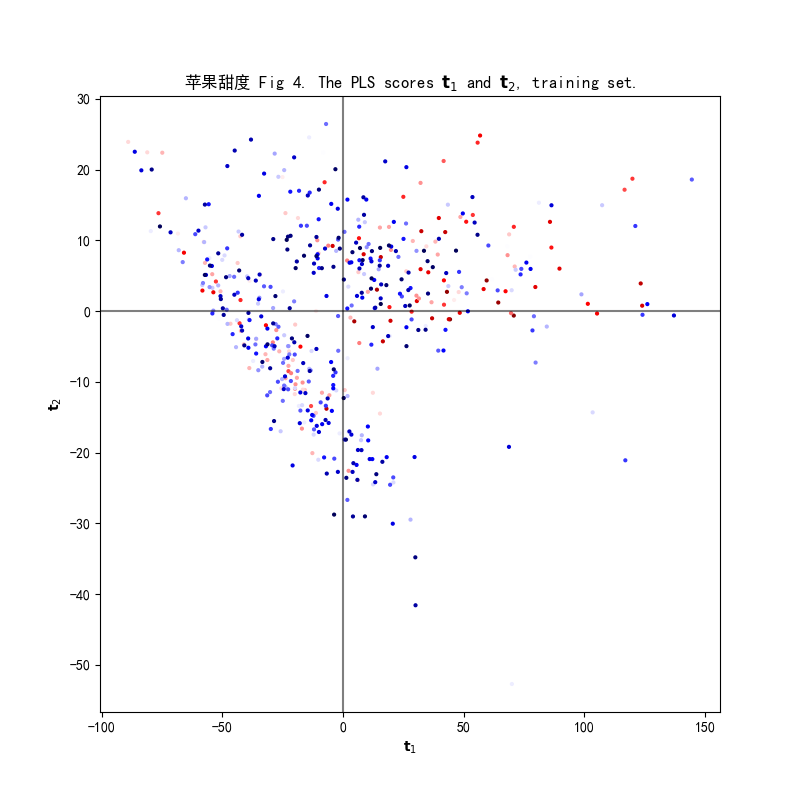 苹果甜度 Fig 4. The PLS scores t₁ and t₂, training set.
30
20
10
0
−10
−20
−30
−40
−50
t₂
−100 −50 0 50 100 150
t₁